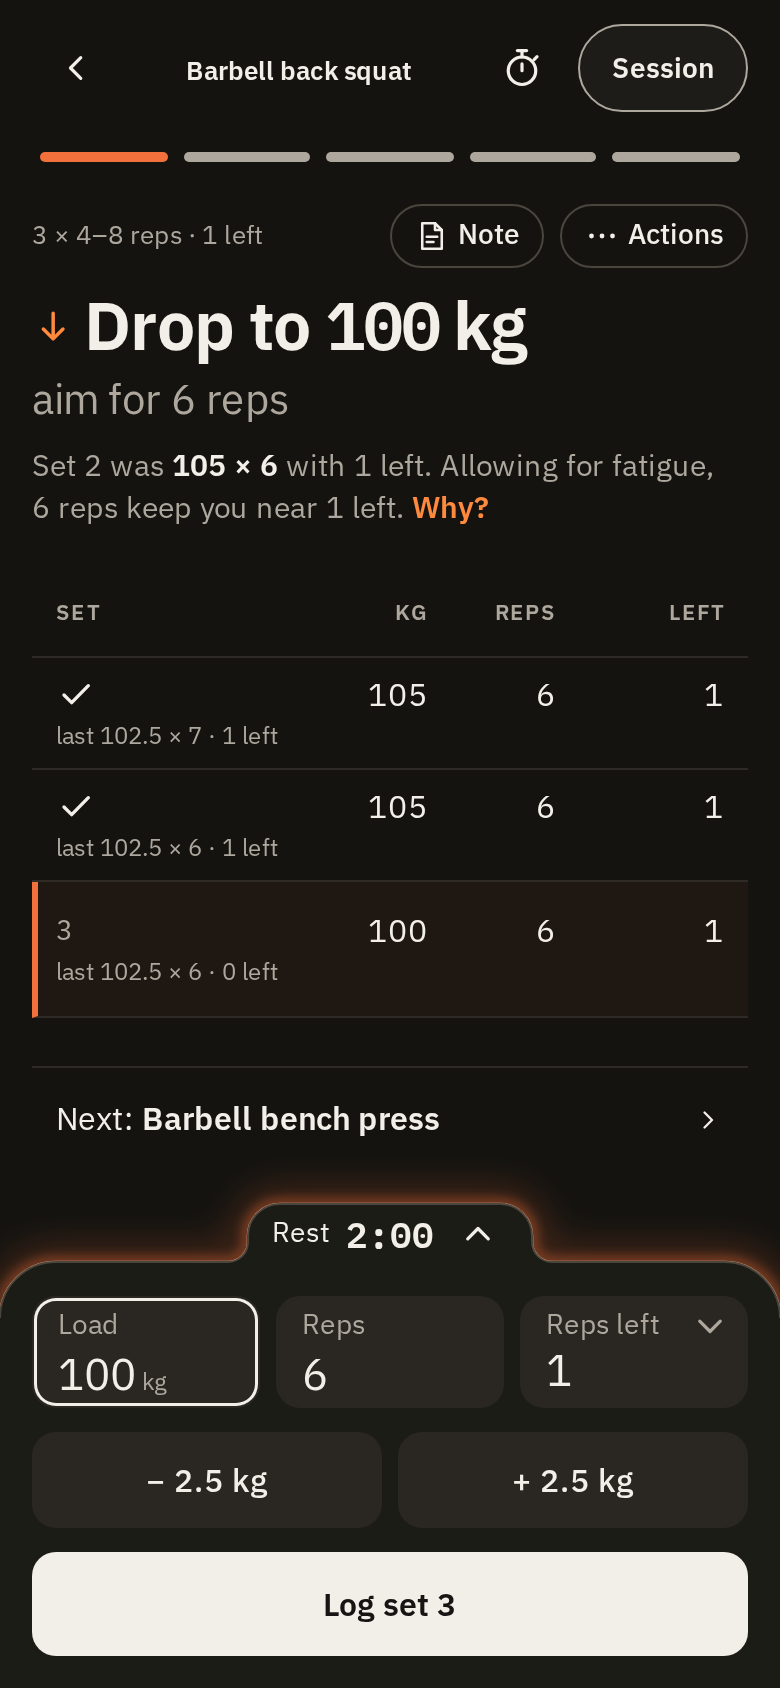 Barbell back squat
Session
3 × 4–8 reps · 1 left
Note
Actions
Drop to 100 kg
aim for 6 reps
Set 2 was 105 × 6 with 1 left. Allowing for fatigue,
6 reps keep you near 1 left. Why?
SET KG REPS LEFT
105 6 1
last 102.5 × 7 · 1 left
105 6 1
last 102.5 × 6 · 1 left
3 100 6 1
last 102.5 × 6 · 0 left
Next: Barbell bench press
Rest 2:00
Load Reps Reps left
100 kg 6 1
– 2.5 kg + 2.5 kg
Log set 3